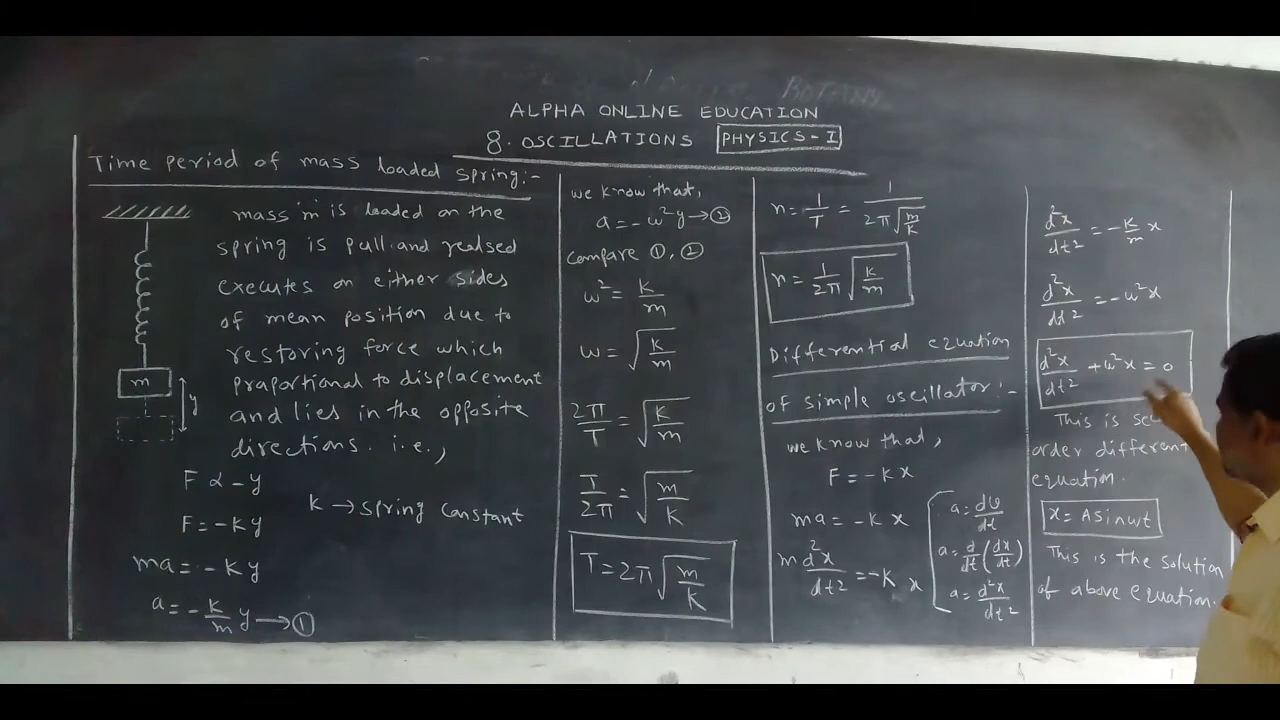 BOTANY
ALPHA ONLINE EDUCATION
8. OSCILLATIONS PHYSICS-I
Time period of mass loaded spring:-
mass 'm' is loaded on the
spring is pull and realsed
executes on either sides
of mean position due to
restoring force which
praportional to displacement
and lies in the opposite
directions. i.e.,
m
y
F ∝ -y
F = -Ky
K → spring constant
ma = -Ky
a = -K/m y → ①
we know that,
a = -ω²y → ②
compare ①, ②
ω² = K/m
ω = √(K/m)
2π/T = √(K/m)
T/2π = √(m/K)
T = 2π√(m/K)
n = 1/T = 1/(2π√(m/K))
n = 1/2π √(K/m)
Differential equation
of simple oscillator:-
we know that,
F = -Kx
ma = -Kx
m d²x/dt² = -K x
a = dv/dt
a = d/dt (dx/dt)
a = d²x/dt²
d²x/dt² = -K/m x
d²x/dt² = -ω²x
d²x/dt² + ω²x = 0
This is
order different
equation.
x = Asinωt
This is the solution
of above equation.